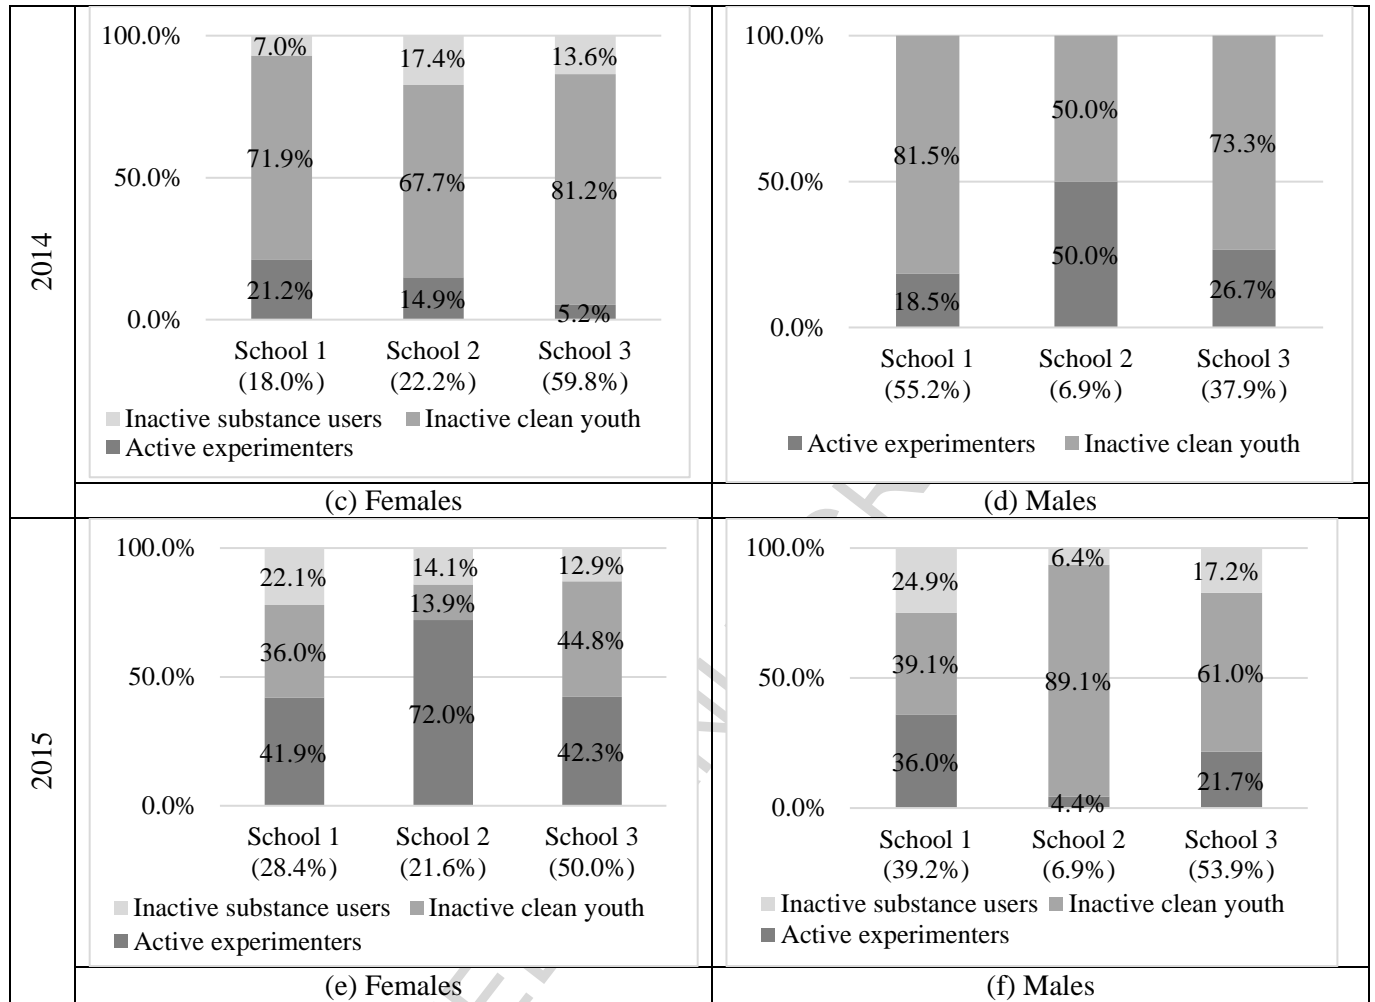 2014
100.0%
50.0%
0.0%
7.0%
17.4%
13.6%
71.9%
67.7%
81.2%
21.2%
14.9%
5.2%
School 1 School 2 School 3
(18.0%) (22.2%) (59.8%)
Inactive substance users Inactive clean youth
Active experimenters
(c) Females
100.0%
50.0%
0.0%
81.5%
50.0%
73.3%
18.5%
50.0%
26.7%
School 1 School 2 School 3
(55.2%) (6.9%) (37.9%)
Active experimenters Inactive clean youth
(d) Males
2015
100.0%
50.0%
0.0%
22.1%
14.1%
12.9%
36.0%
13.9%
44.8%
41.9%
72.0%
42.3%
School 1 School 2 School 3
(28.4%) (21.6%) (50.0%)
Inactive substance users Inactive clean youth
Active experimenters
(e) Females
100.0%
50.0%
0.0%
24.9%
6.4%
17.2%
39.1%
89.1%
61.0%
36.0%
4.4%
21.7%
School 1 School 2 School 3
(39.2%) (6.9%) (53.9%)
Inactive substance users Inactive clean youth
Active experimenters
(f) Males